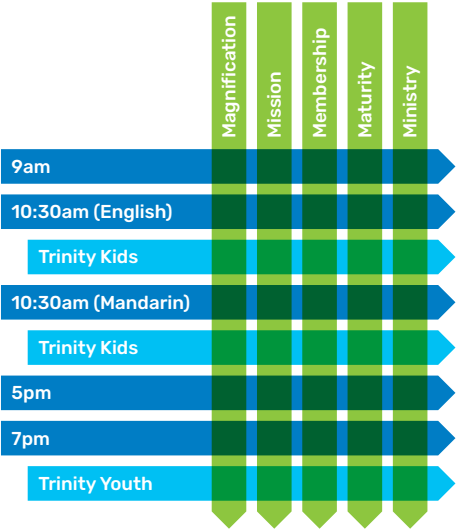 Magnification
Mission
Membership
Maturity
Ministry
9am
10:30am (English)
Trinity Kids
10:30am (Mandarin)
Trinity Kids
5pm
7pm
Trinity Youth